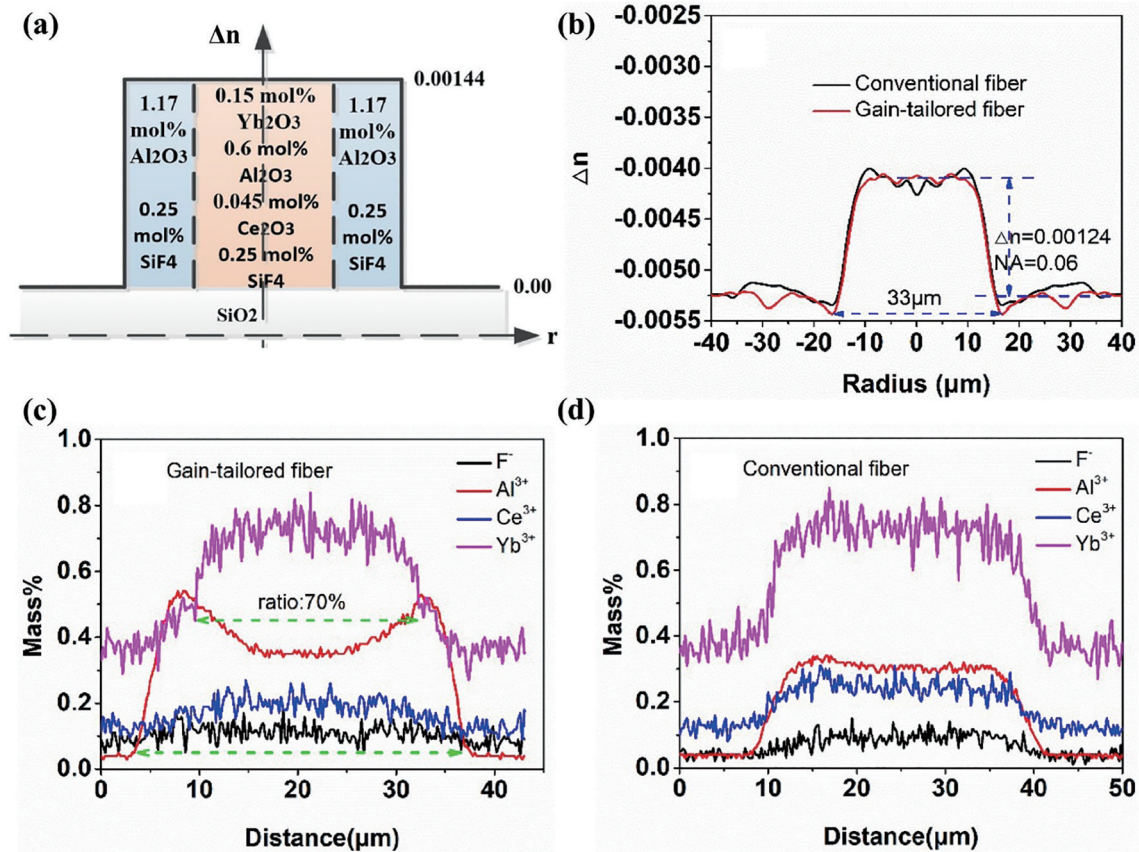 (a)
Δn
0.00144
1.17
mol%
Al2O3
0.25
mol%
SiF4
0.15 mol%
Yb2O3
0.6 mol%
Al2O3
0.045 mol%
Ce2O3
0.25 mol%
SiF4
1.17
mol%
Al2O3
0.25
mol%
SiF4
0.00
SiO2
r
(b)
-0.0025
-0.0030
-0.0035
-0.0040
-0.0045
-0.0050
-0.0055
△n
Conventional fiber
Gain-tailored fiber
△n=0.00124
NA=0.06
33μm
-40 -30 -20 -10 0 10 20 30 40
Radius (μm)
(c)
1.0
0.8
0.6
0.4
0.2
0.0
Mass%
Gain-tailored fiber
F⁻
Al³⁺
Ce³⁺
Yb³⁺
ratio:70%
0 10 20 30 40
Distance(μm)
(d)
1.0
0.8
0.6
0.4
0.2
0.0
Mass%
Conventional fiber
F⁻
Al³⁺
Ce³⁺
Yb³⁺
0 10 20 30 40 50
Distance(μm)